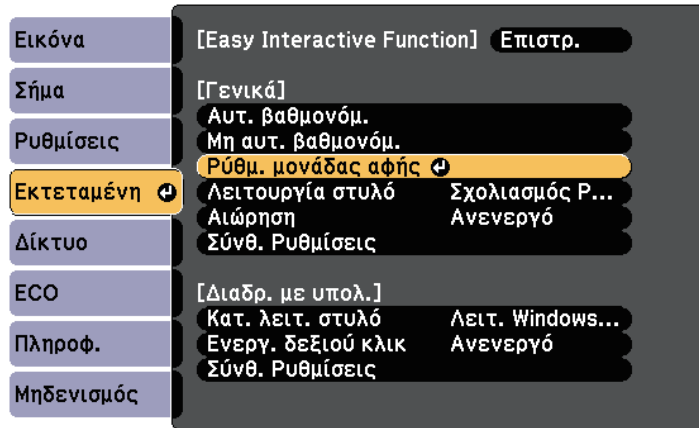 Εικόνα
Σήμα
Ρυθμίσεις
Εκτεταμένη
Δίκτυο
ECO
Πληροφ.
Μηδενισμός
[Easy Interactive Function] Επιστρ.
[Γενικά]
Αυτ. βαθμονόμ.
Μη αυτ. βαθμονόμ.
Ρύθμ. μονάδας αφής
Λειτουργία στυλό Σχολιασμός P...
Αιώρηση Ανενεργό
Σύνθ. Ρυθμίσεις
[Διαδρ. με υπολ.]
Κατ. λειτ. στυλό Λειτ. Windows...
Ενεργ. δεξιού κλικ Ανενεργό
Σύνθ. Ρυθμίσεις